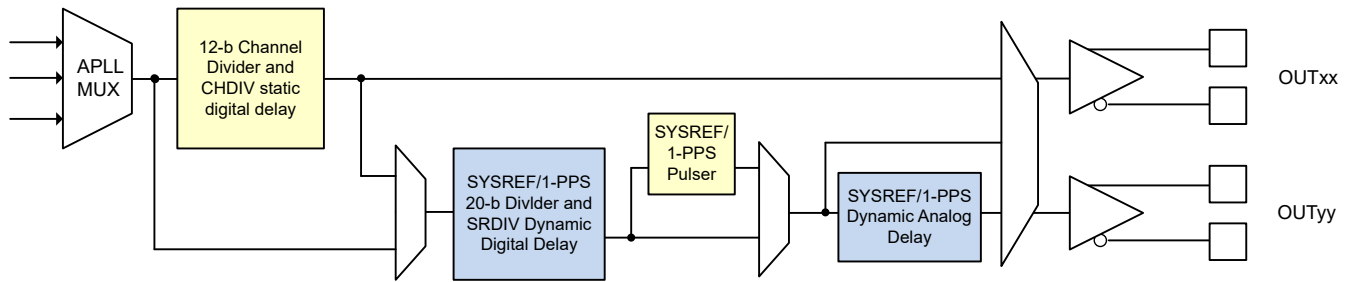 APLL
MUX
12-b Channel
Divider and
CHDIV static
digital delay
SYSREF/1-PPS
20-b DivIder and
SRDIV Dynamic
Digital Delay
SYSREF/
1-PPS
Pulser
SYSREF/1-PPS
Dynamic Analog
Delay
OUTxx
OUTyy